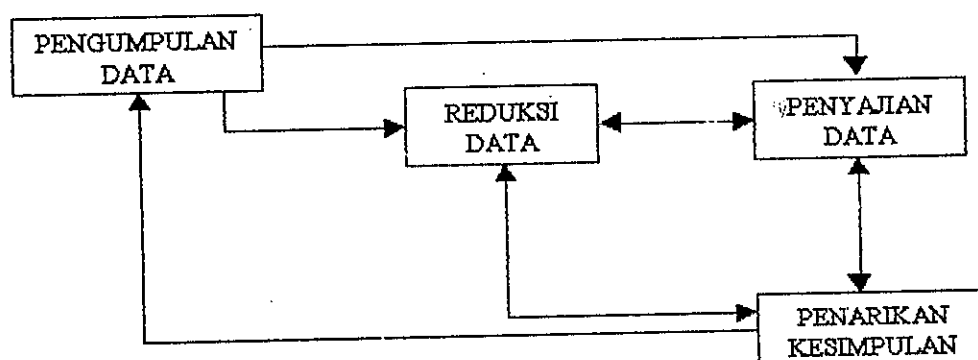 PENGUMPULAN
DATA
REDUKSI
DATA
PENYAJIAN
DATA
PENARIKAN
KESIMPULAN